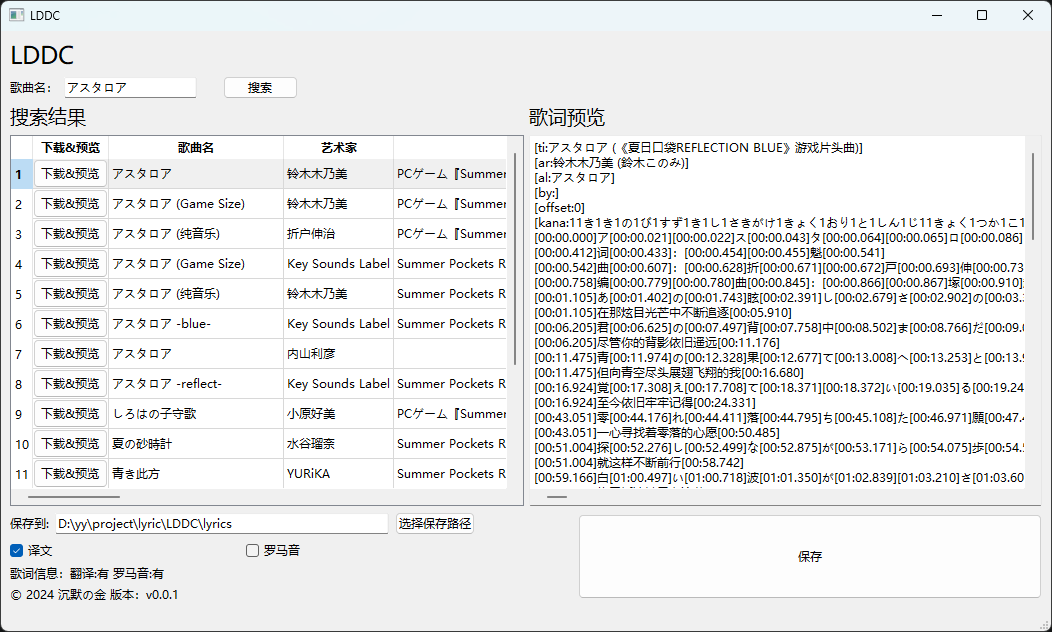 LDDC
LDDC
歌曲名： アスタロア 搜索
搜索结果
下载&预览 歌曲名 艺术家
1 下载&预览 アスタロア 铃木木乃美 PCゲーム『Summer
2 下载&预览 アスタロア (Game Size) 铃木木乃美 PCゲーム『Summer
3 下载&预览 アスタロア (纯音乐) 折户伸治 PCゲーム『Summer
4 下载&预览 アスタロア (Game Size) Key Sounds Label Summer Pockets R
5 下载&预览 アスタロア (纯音乐) 铃木木乃美 Summer Pockets R
6 下载&预览 アスタロア -blue- Key Sounds Label Summer Pockets R
7 下载&预览 アスタロア 内山利彦
8 下载&预览 アスタロア -reflect- Key Sounds Label Summer Pockets R
9 下载&预览 しろはの子守歌 小原好美 PCゲーム『Summer
10 下载&预览 夏の砂時計 水谷瑠奈 Summer Pockets R
11 下载&预览 青き此方 YURiKA Summer Pockets R
歌词预览
[ti:アスタロア (《夏日口袋REFLECTION BLUE》游戏片头曲)]
[ar:铃木木乃美 (鈴木このみ)]
[al:アスタロア]
[by:]
[offset:0]
[kana:11き1き1の1び1すず1き1し1さきがけ1きょく1おり1と1しん1じ11きょく1つか1こ1
[00:00.000]ア[00:00.021][00:00.022]ス[00:00.043]タ[00:00.064][00:00.065]ロ[00:00.086]
[00:00.412]词[00:00.433]：[00:00.454][00:00.455]魁[00:00.541]
[00:00.542]曲[00:00.607]：[00:00.628]折[00:00.671][00:00.672]戸[00:00.693]伸[00:00.73
[00:00.758]编[00:00.779][00:00.780]曲[00:00.845]：[00:00.866][00:00.867]塚[00:00.910]
[00:01.105]あ[00:01.402]の[00:01.743]眩[00:02.391]し[00:02.679]さ[00:02.902]の[00:03.
[00:01.105]在那炫目光芒中不断追逐[00:05.910]
[00:06.205]君[00:06.625]の[00:07.497]背[00:07.758]中[00:08.502]ま[00:08.766]だ[00:09.
[00:06.205]尽管你的背影依旧遥远[00:11.176]
[00:11.475]青[00:11.974]の[00:12.328]果[00:12.677]て[00:13.008]へ[00:13.253]と[00:13.
[00:11.475]但向青空尽头展翅飞翔的我[00:16.680]
[00:16.924]覚[00:17.308]え[00:17.708]て[00:18.371][00:18.372]い[00:19.035]る[00:19.24
[00:16.924]至今依旧牢牢记得[00:24.331]
[00:43.051]零[00:44.176]れ[00:44.411]落[00:44.795]ち[00:45.108]た[00:46.971]願[00:47.
[00:43.051]一心寻找着零落的心愿[00:50.485]
[00:51.004]探[00:52.276]し[00:52.499]な[00:52.875]が[00:53.171]ら[00:54.075]歩[00:54.
[00:51.004]就这样不断前行[00:58.742]
[00:59.166]白[01:00.497]い[01:00.718]波[01:01.350]が[01:02.839][01:03.210]さ[01:03.60
保存到: D:\yy\project\lyric\LDDC\lyrics 选择保存路径
译文 罗马音
保存
歌词信息：翻译:有 罗马音:有
© 2024 沉默の金 版本：v0.0.1